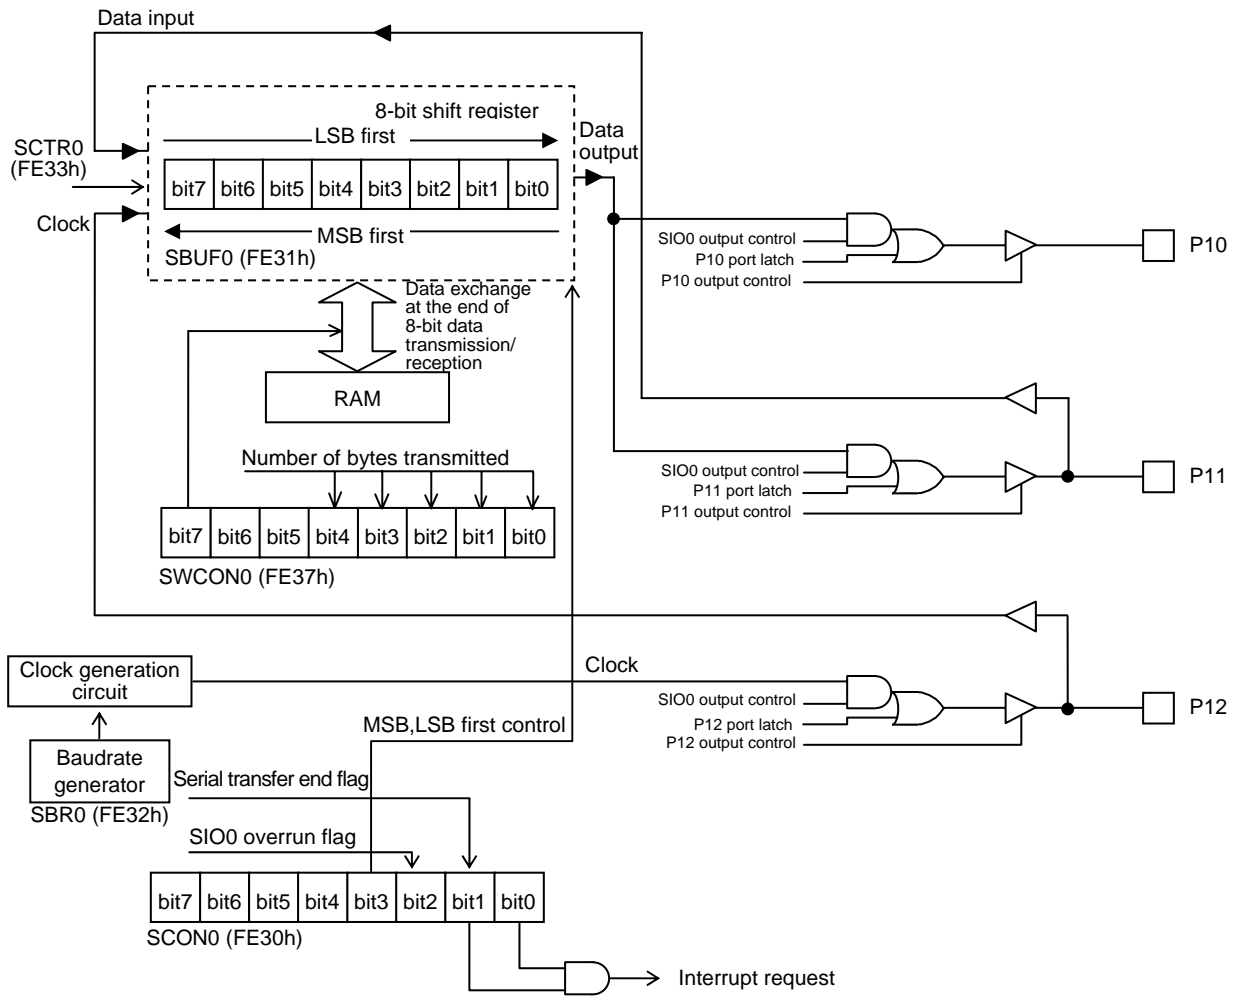 Data input
8-bit shift register
LSB first
Data
output
SCTR0
(FE33h)
bit7 bit6 bit5 bit4 bit3 bit2 bit1 bit0
Clock
MSB first
SBUF0 (FE31h)
SIO0 output control
P10 port latch
P10 output control
P10
Data exchange
at the end of
8-bit data
transmission/
reception
RAM
Number of bytes transmitted
SIO0 output control
P11 port latch
P11 output control
P11
bit7 bit6 bit5 bit4 bit3 bit2 bit1 bit0
SWCON0 (FE37h)
Clock generation
circuit
Clock
SIO0 output control
P12 port latch
P12 output control
P12
MSB,LSB first control
Baudrate
generator
SBR0 (FE32h)
Serial transfer end flag
SIO0 overrun flag
bit7 bit6 bit5 bit4 bit3 bit2 bit1 bit0
SCON0 (FE30h)
Interrupt request